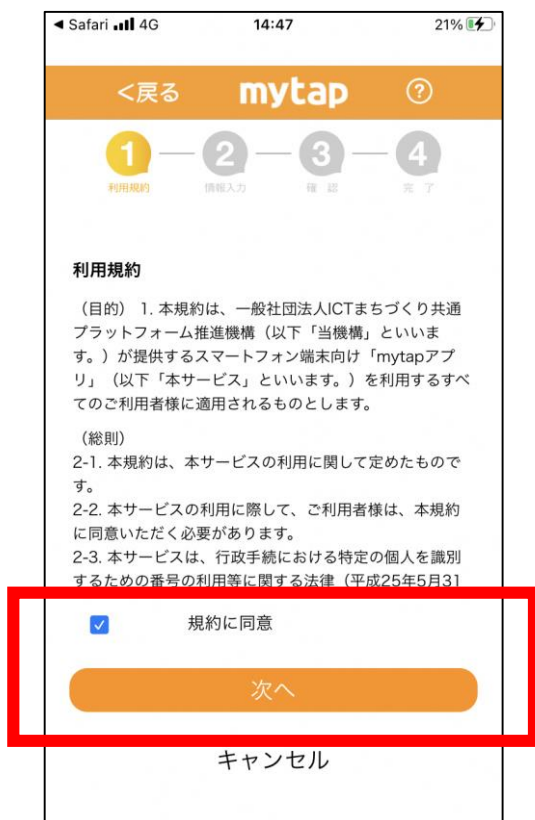 ◀ Safari 4G 14:47 21%
<戻る mytap ?
1 2 3 4
利用規約 情報入力 確 認 完 了
利用規約
（目的） 1. 本規約は、一般社団法人ICTまちづくり共通
プラットフォーム推進機構（以下「当機構」といいま
す。）が提供するスマートフォン端末向け「mytapアプ
リ」（以下「本サービス」といいます。）を利用するすべ
てのご利用者様に適用されるものとします。
（総則）
2-1. 本規約は、本サービスの利用に関して定めたもので
す。
2-2. 本サービスの利用に際して、ご利用者様は、本規約
に同意いただく必要があります。
2-3. 本サービスは、行政手続における特定の個人を識別
するための番号の利用等に関する法律（平成25年5月31
規約に同意
次へ
キャンセル